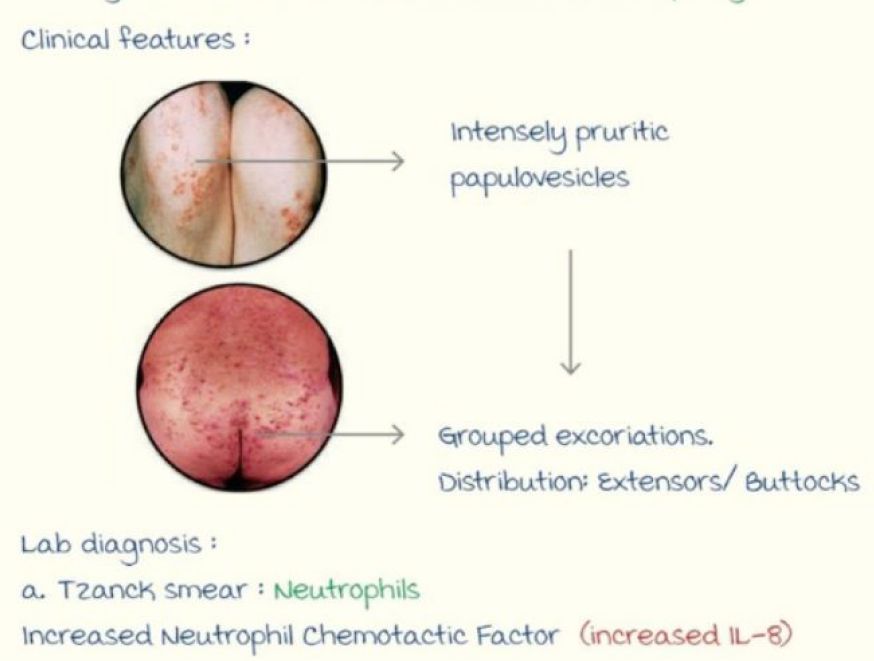 Clinical features :
Intensely pruritic
papulovesicles
Grouped excoriations.
Distribution: Extensors/ Buttocks
Lab diagnosis :
a. Tzanck smear : Neutrophils
Increased Neutrophil Chemotactic Factor (increased IL-8)